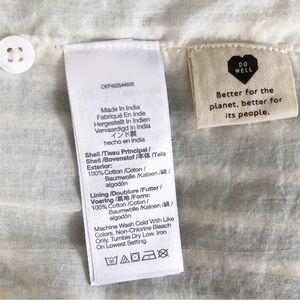 CKP493544925
Made In India
Fabriqué En Inde
Hergestellt in Indien
Vervaardigd In India
インド製
hecho en india
Shell /Tissu Principal /
Shell /Bovenstof /本体 /Tela
Exterior:
100% Cotton /Coton /
Baumwolle /Katoen /綿 /
algodón
Lining /Doublure /Futter /
Voering /裏地 /Forro:
100% Cotton /Coton /
Baumwolle /Katoen /綿 /
algodón
Machine Wash Cold With Like
Colors, Non-Chlorine Bleach
Only. Tumble Dry Low, Iron
On Lowest Setting.
DO
WELL
Better for the
planet, better for
its people.